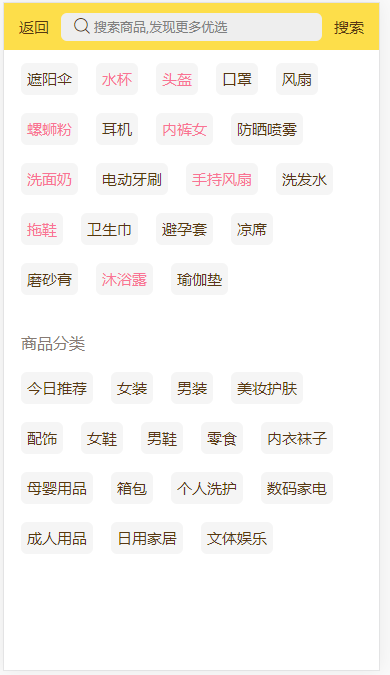 返回 搜索商品,发现更多优选 搜索
遮阳伞 水杯 头盔 口罩 风扇
螺蛳粉 耳机 内裤女 防晒喷雾
洗面奶 电动牙刷 手持风扇 洗发水
拖鞋 卫生巾 避孕套 凉席
磨砂膏 沐浴露 瑜伽垫
商品分类
今日推荐 女装 男装 美妆护肤
配饰 女鞋 男鞋 零食 内衣袜子
母婴用品 箱包 个人洗护 数码家电
成人用品 日用家居 文体娱乐